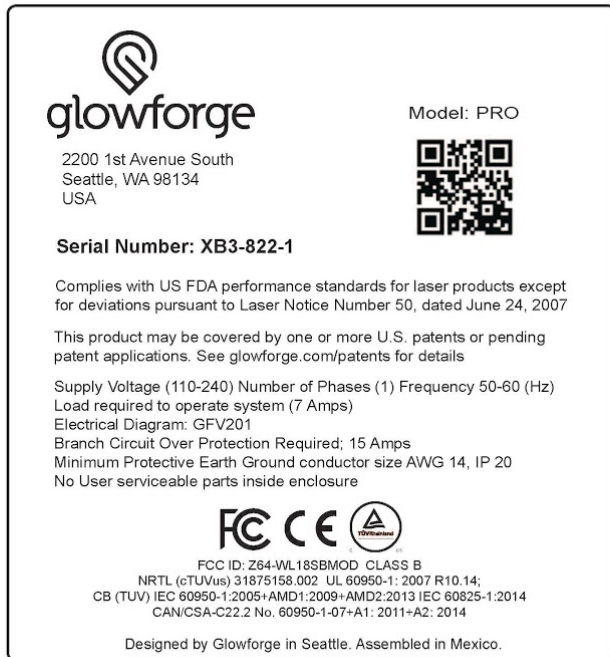 glowforge
Model: PRO
2200 1st Avenue South
Seattle, WA 98134
USA
Serial Number: XB3-822-1
Complies with US FDA performance standards for laser products except
for deviations pursuant to Laser Notice Number 50, dated June 24, 2007
This product may be covered by one or more U.S. patents or pending
patent applications. See glowforge.com/patents for details
Supply Voltage (110-240) Number of Phases (1) Frequency 50-60 (Hz)
Load required to operate system (7 Amps)
Electrical Diagram: GFV201
Branch Circuit Over Protection Required; 15 Amps
Minimum Protective Earth Ground conductor size AWG 14, IP 20
No User serviceable parts inside enclosure
FC CE TÜVRheinland
FCC ID: Z64-WL18SBMOD CLASS B
NRTL (cTUVus) 31875158.002 UL 60950-1: 2007 R10.14;
CB (TUV) IEC 60950-1:2005+AMD1:2009+AMD2:2013 IEC 60825-1:2014
CAN/CSA-C22.2 No. 60950-1-07+A1: 2011+A2: 2014
Designed by Glowforge in Seattle. Assembled in Mexico.